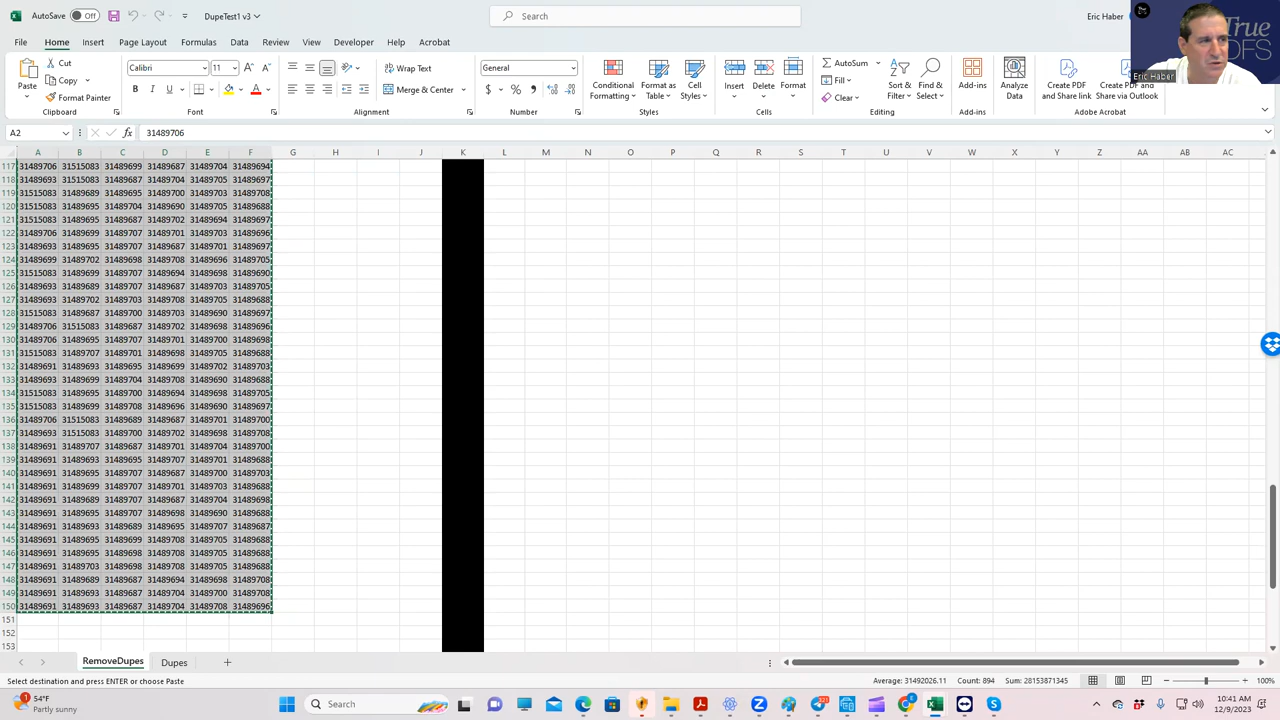 AutoSave Off DupeTest1 v3 Search Eric Haber True
DFS
Eric Haber
File Home Insert Page Layout Formulas Data Review View Developer Help Acrobat
Paste Cut Copy Format Painter Clipboard
Calibri 11 B I U A Font
Wrap Text Merge & Center Alignment
General $ % Number
Conditional Formatting Format as Table Cell Styles Styles
Insert Delete Format Cells
AutoSum Fill Clear Sort & Filter Find & Select Editing
Add-ins Add-ins
Analyze Data
Create PDF and Share link Create PDF and Share via Outlook Adobe Acrobat
A2 fx 31489706
A B C D E F G H I J K L M N O P Q R S T U V W X Y Z AA AB AC
117 31489706 31515083 31489699 31489687 31489704 31489694
118 31489693 31515083 31489687 31489704 31489705 31489697
119 31515083 31489689 31489695 31489700 31489703 31489708
120 31515083 31489695 31489704 31489690 31489705 31489688
121 31515083 31489695 31489687 31489702 31489694 31489697
122 31489706 31489699 31489707 31489701 31489703 31489696
123 31489693 31489695 31489707 31489687 31489701 31489697
124 31489699 31489702 31489698 31489708 31489696 31489705
125 31515083 31489699 31489707 31489694 31489698 31489690
126 31489693 31489689 31489707 31489687 31489703 31489705
127 31489693 31489702 31489703 31489708 31489705 31489688
128 31515083 31489687 31489700 31489703 31489690 31489697
129 31489706 31515083 31489687 31489702 31489698 31489696
130 31489706 31489695 31489707 31489701 31489700 31489698
131 31515083 31489707 31489701 31489698 31489705 31489688
132 31489691 31489693 31489695 31489699 31489702 31489703
133 31489693 31489699 31489704 31489708 31489690 31489688
134 31515083 31489695 31489700 31489694 31489698 31489705
135 31515083 31489699 31489708 31489696 31489690 31489697
136 31489706 31515083 31489689 31489687 31489701 31489700
137 31489693 31515083 31489700 31489702 31489698 31489708
138 31489691 31489707 31489687 31489701 31489704 31489700
139 31489691 31489693 31489695 31489707 31489701 31489688
140 31489691 31489695 31489707 31489687 31489700 31489703
141 31489691 31489699 31489707 31489701 31489703 31489688
142 31489691 31489689 31489707 31489687 31489704 31489698
143 31489691 31489695 31489707 31489698 31489690 31489688
144 31489691 31489693 31489689 31489695 31489707 31489687
145 31489691 31489695 31489699 31489708 31489705 31489688
146 31489691 31489695 31489698 31489708 31489705 31489688
147 31489691 31489703 31489698 31489708 31489705 31489688
148 31489691 31489689 31489687 31489694 31489698 31489708
149 31489691 31489693 31489687 31489704 31489700 31489708
150 31489691 31489693 31489687 31489704 31489708 31489696
151
152
153
RemoveDupes Dupes
Select destination and press ENTER or choose Paste Average: 31492026.11 Count: 894 Sum: 28153871345 100%
54°F
Partly sunny
Search
10:41 AM
12/9/2023